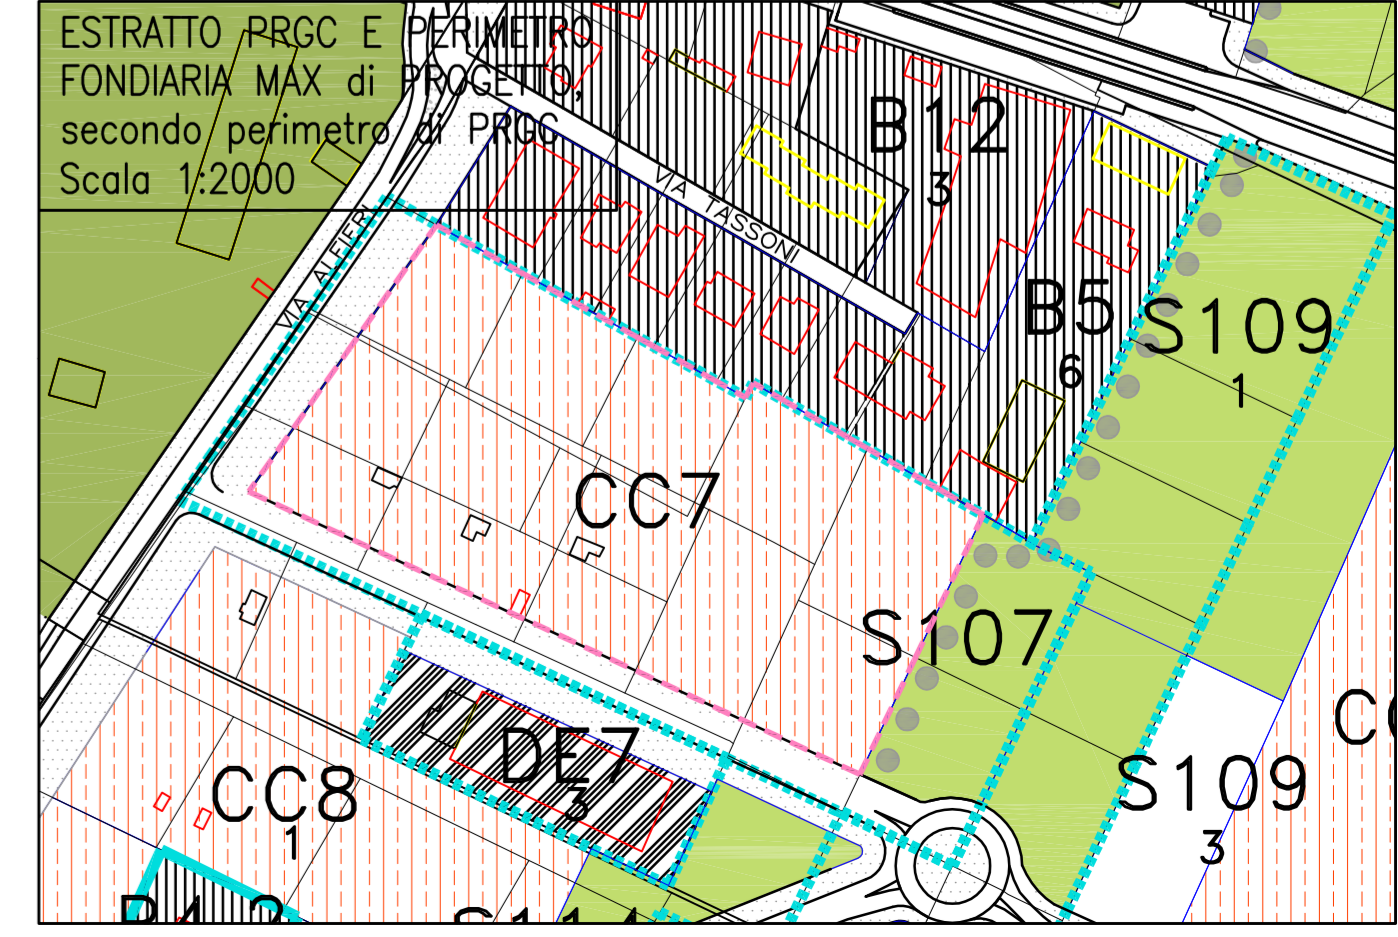 ESTRATTO PRGC E PERIMETRO
FONDIARIA MAX di PROGETTO,
secondo perimetro di PRGC
Scala 1:2000
B12
3
VIA TASSONI
VIA ALFIERI
B5
6
S109
1
CC7
S107
DE7
3
CC8
1
S109
3